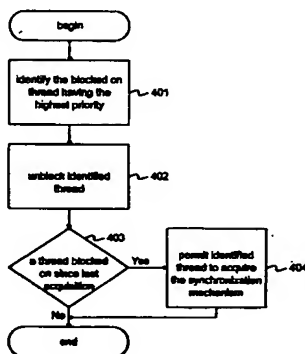 begin
identify the blocked on
thread having the
highest priority
401
unblock identified
thread
402
403
a thread blocked
on since last
acquisition
Yes
permit identified
thread to acquire
the synchronization
mechanism
404
No
end